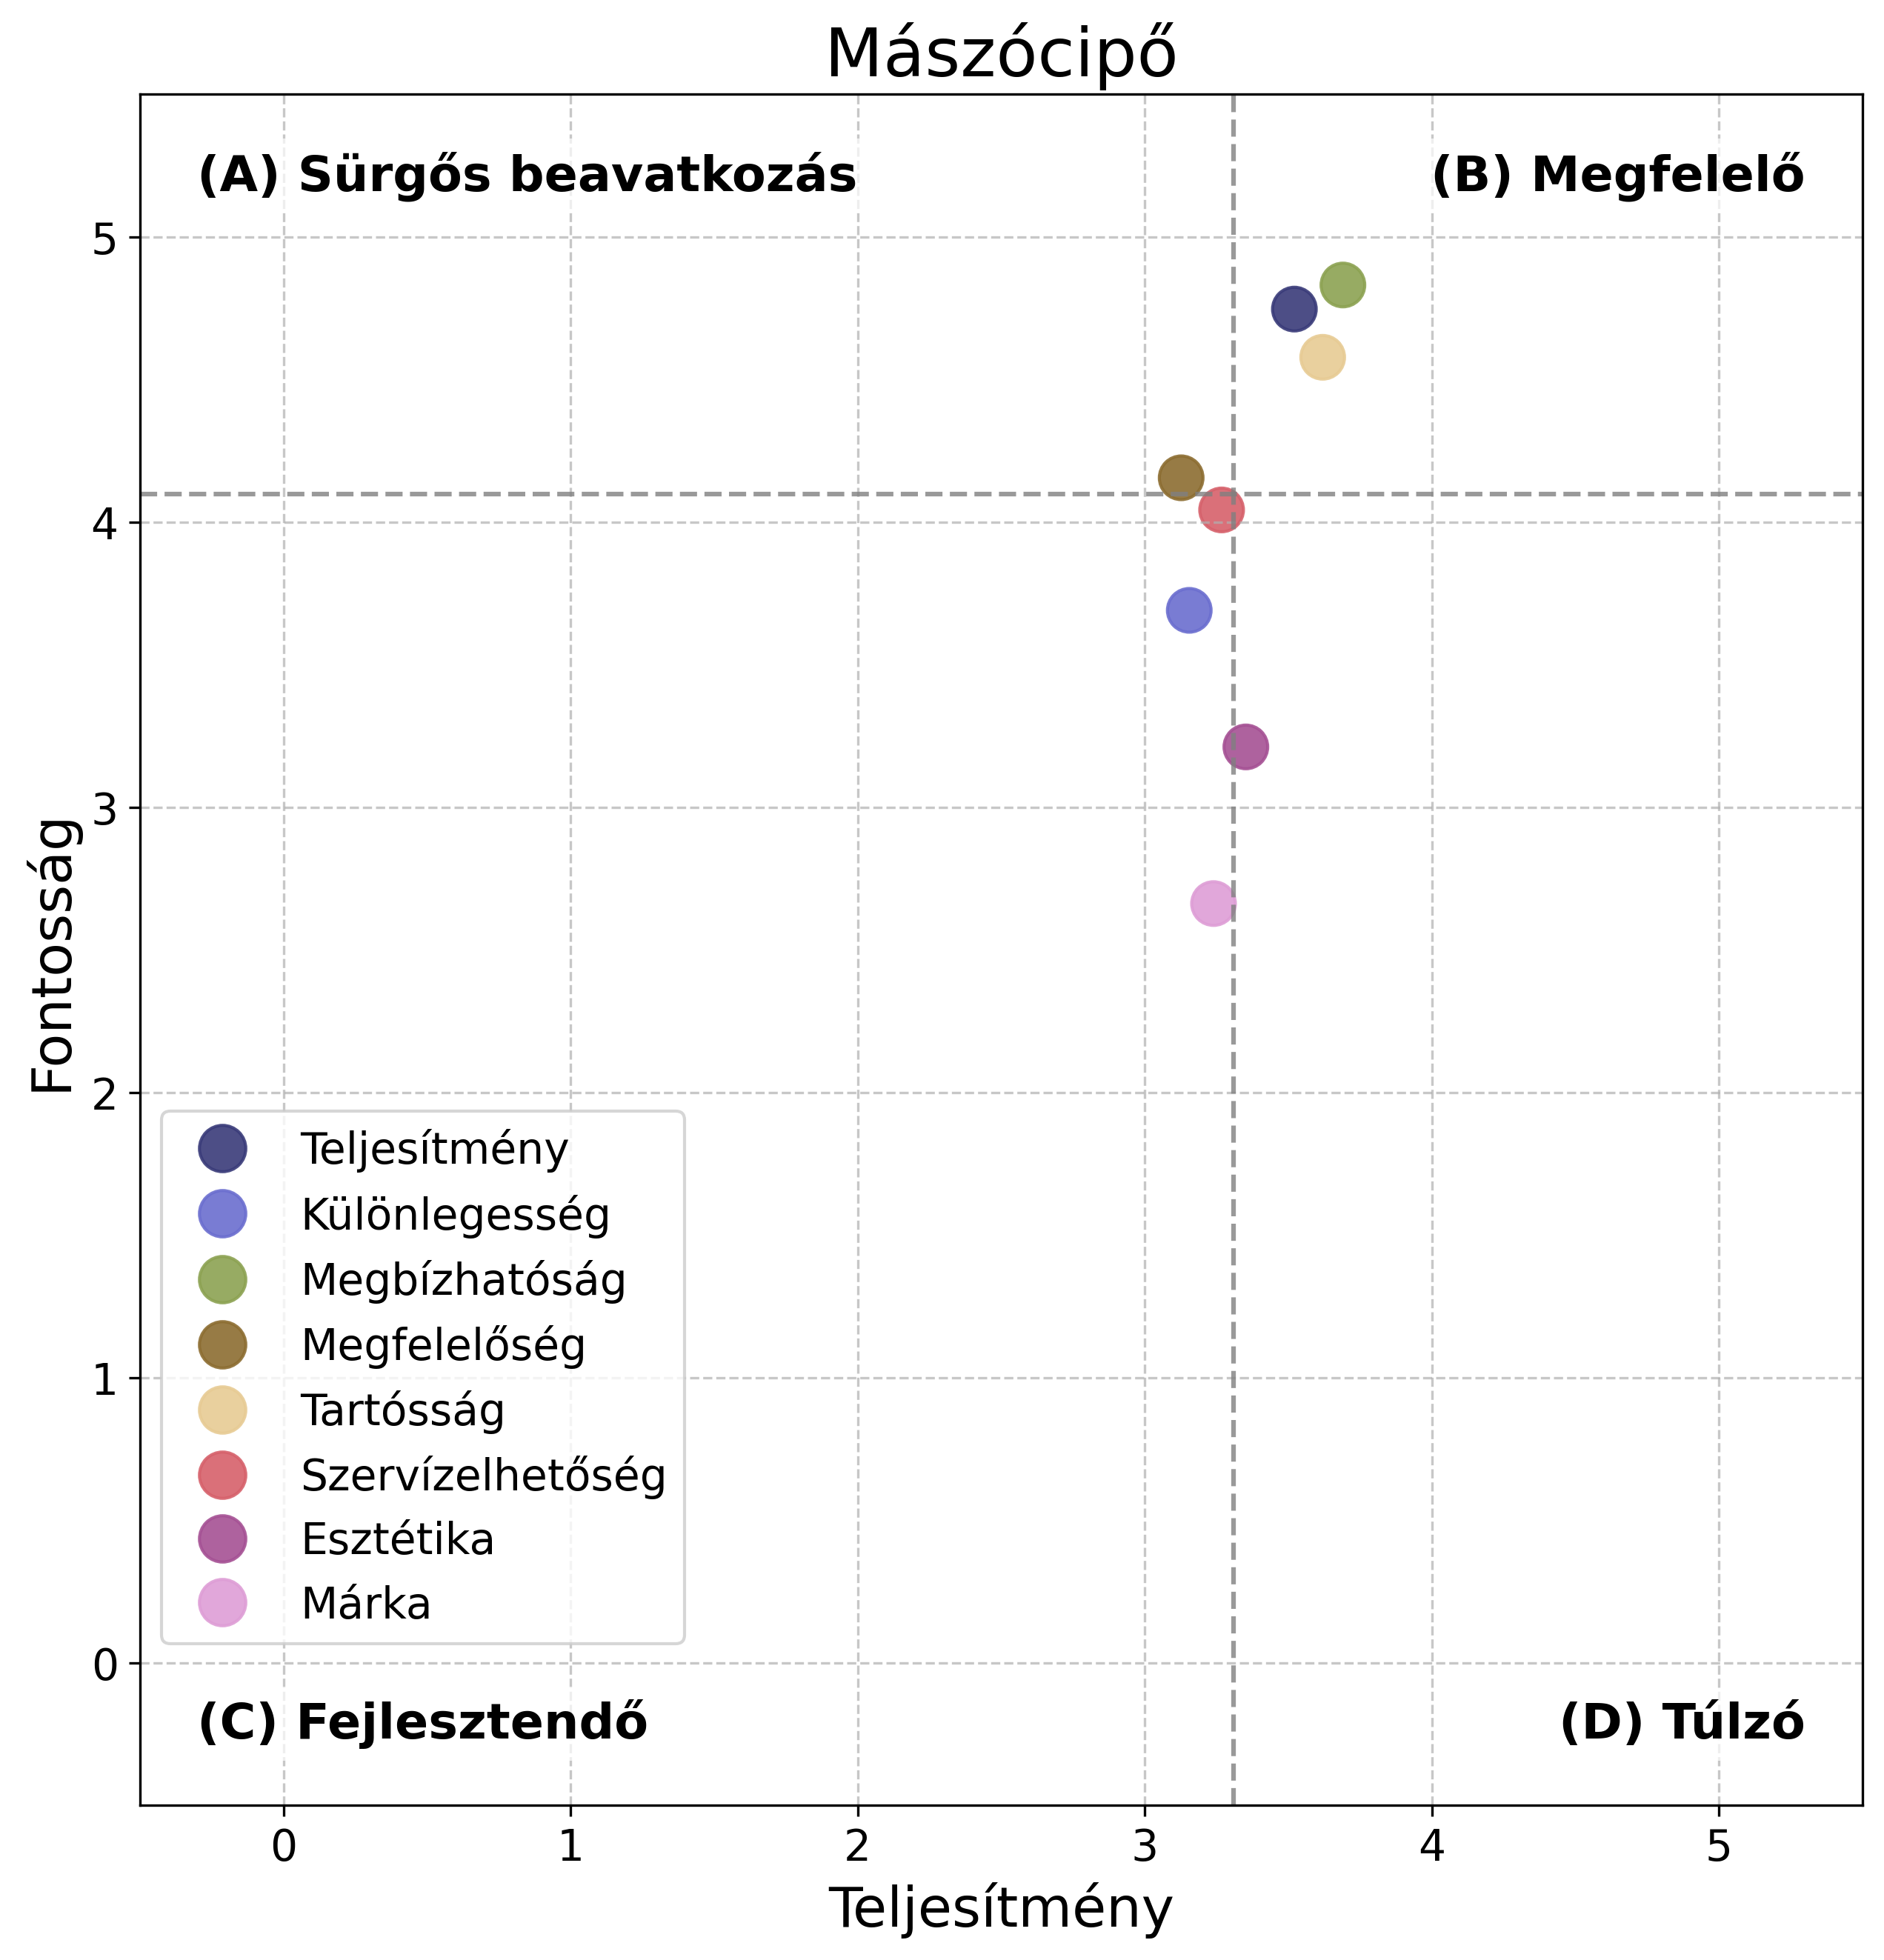 Mászócipő
(A) Sürgős beavatkozás
(B) Megfelelő
5
4
3
2
1
0
Fontosság
Teljesítmény
Különlegesség
Megbízhatóság
Megfelelőség
Tartósság
Szervízelhetőség
Esztétika
Márka
(C) Fejlesztendő
(D) Túlzó
0
1
2
3
4
5
Teljesítmény